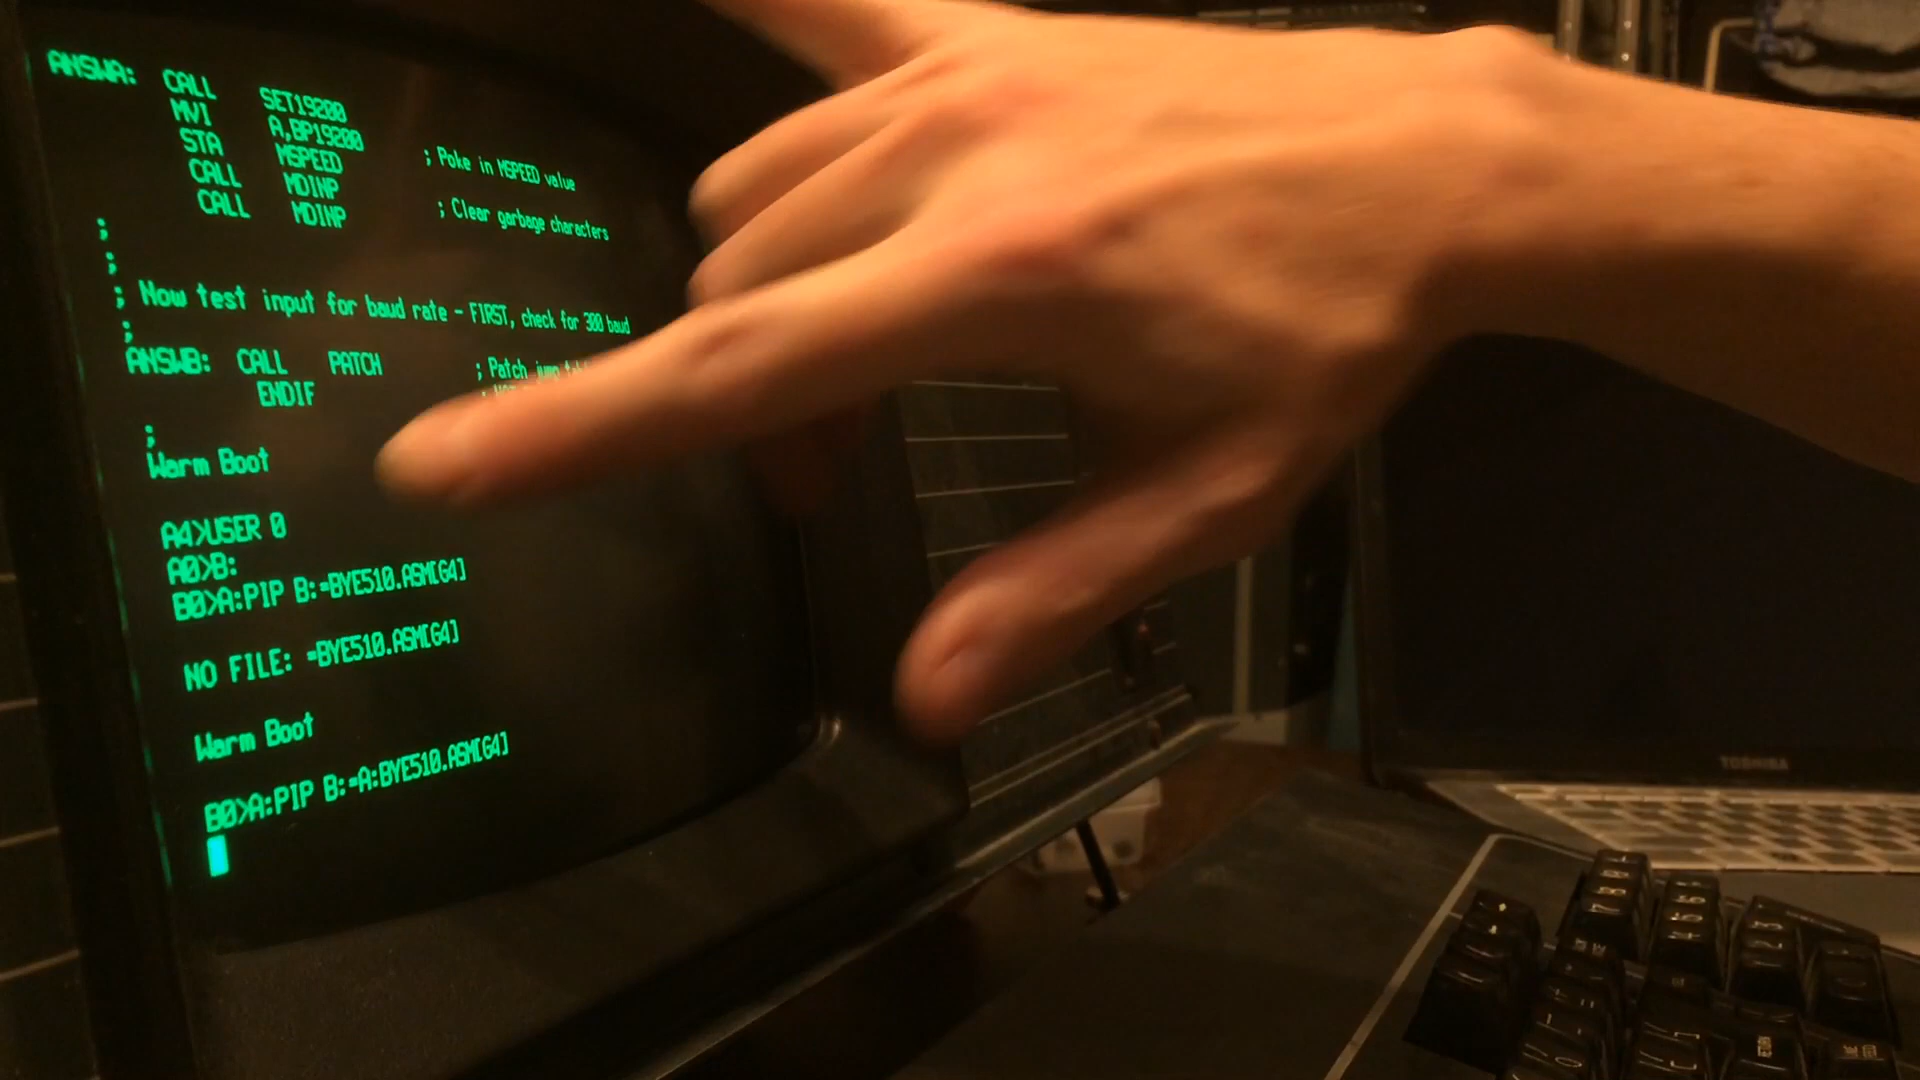 ANSWA: CALL SET19200
MVI A,BP19200
STA MSPEED ; Poke in MSPEED value
CALL MDINP
CALL MDINP ; Clear garbage characters
;
;
; Now test input for baud rate - FIRST, check for 300 baud
;
ANSWB: CALL PATCH ; Patch jump
ENDIF ;
;
Warm Boot
A4>USER 0
A0>B:
B0>A:PIP B:=BYE510.ASM[G4]
NO FILE: =BYE510.ASM[G4]
Warm Boot
B0>A:PIP B:=A:BYE510.ASM[G4]
TOSHIBA